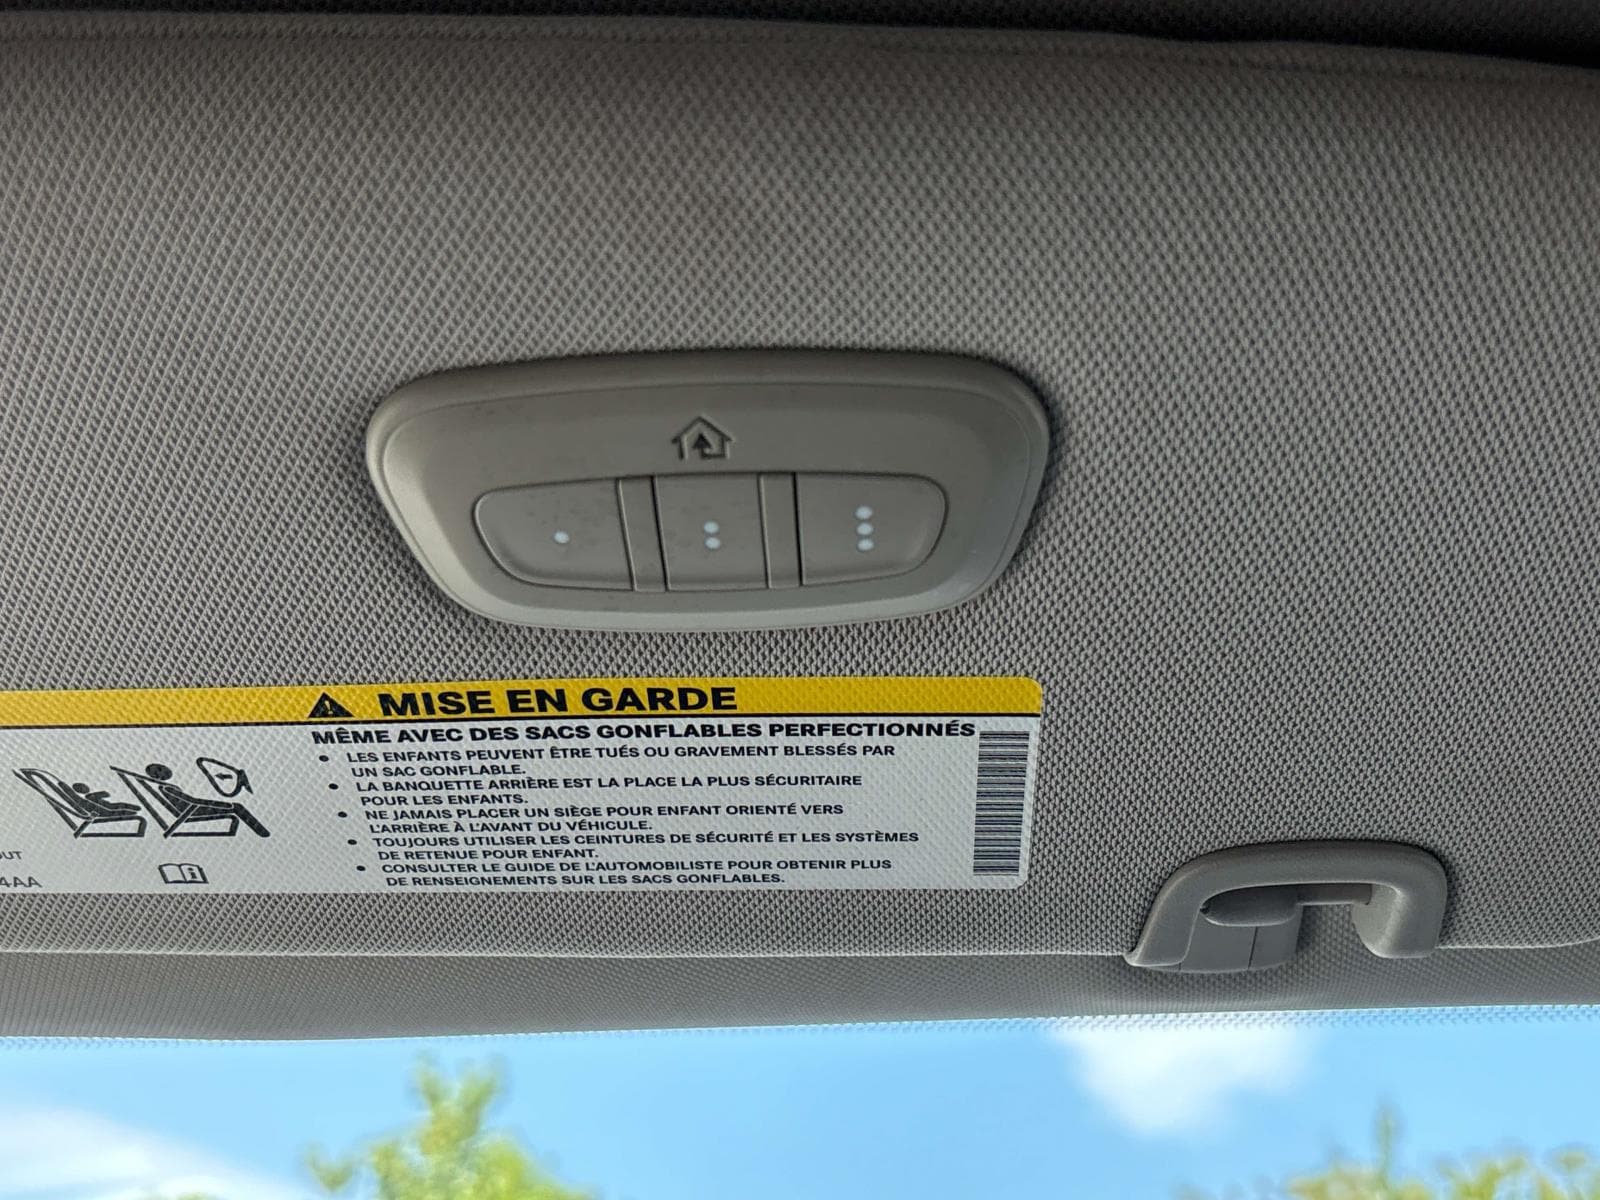 MISE EN GARDE
MÊME AVEC DES SACS GONFLABLES PERFECTIONNÉS
• LES ENFANTS PEUVENT ÊTRE TUÉS OU GRAVEMENT BLESSÉS PAR
UN SAC GONFLABLE.
• LA BANQUETTE ARRIÈRE EST LA PLACE LA PLUS SÉCURITAIRE
POUR LES ENFANTS.
• NE JAMAIS PLACER UN SIÈGE POUR ENFANT ORIENTÉ VERS
L'ARRIÈRE À L'AVANT DU VÉHICULE.
• TOUJOURS UTILISER LES CEINTURES DE SÉCURITÉ ET LES SYSTÈMES
DE RETENUE POUR ENFANT.
• CONSULTER LE GUIDE DE L'AUTOMOBILISTE POUR OBTENIR PLUS
DE RENSEIGNEMENTS SUR LES SACS GONFLABLES.
OUT
4AA